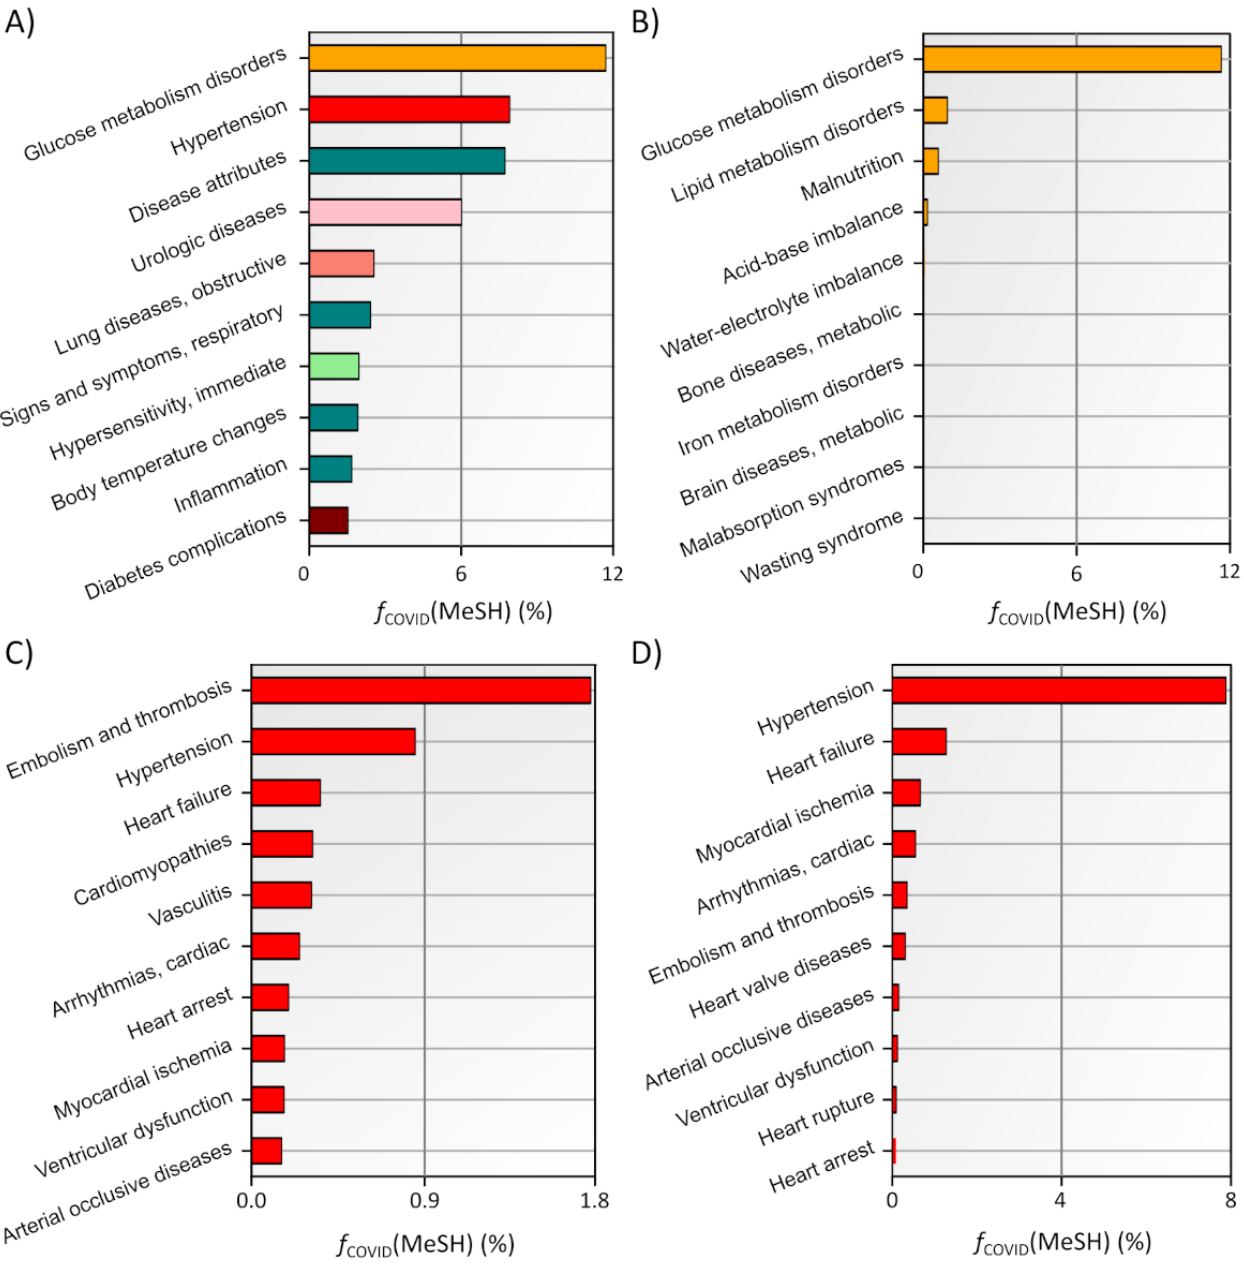 A)
Glucose metabolism disorders
Hypertension
Disease attributes
Urologic diseases
Lung diseases, obstructive
Signs and symptoms, respiratory
Hypersensitivity, immediate
Body temperature changes
Inflammation
Diabetes complications
0 6 12
fCOVID(MeSH) (%)
B)
Glucose metabolism disorders
Lipid metabolism disorders
Malnutrition
Acid-base imbalance
Water-electrolyte imbalance
Bone diseases, metabolic
Iron metabolism disorders
Brain diseases, metabolic
Malabsorption syndromes
Wasting syndrome
0 6 12
fCOVID(MeSH) (%)
C)
Embolism and thrombosis
Hypertension
Heart failure
Cardiomyopathies
Vasculitis
Arrhythmias, cardiac
Heart arrest
Myocardial ischemia
Ventricular dysfunction
Arterial occlusive diseases
0.0 0.9 1.8
fCOVID(MeSH) (%)
D)
Hypertension
Heart failure
Myocardial ischemia
Arrhythmias, cardiac
Embolism and thrombosis
Heart valve diseases
Arterial occlusive diseases
Ventricular dysfunction
Heart rupture
Heart arrest
0 4 8
fCOVID(MeSH) (%)